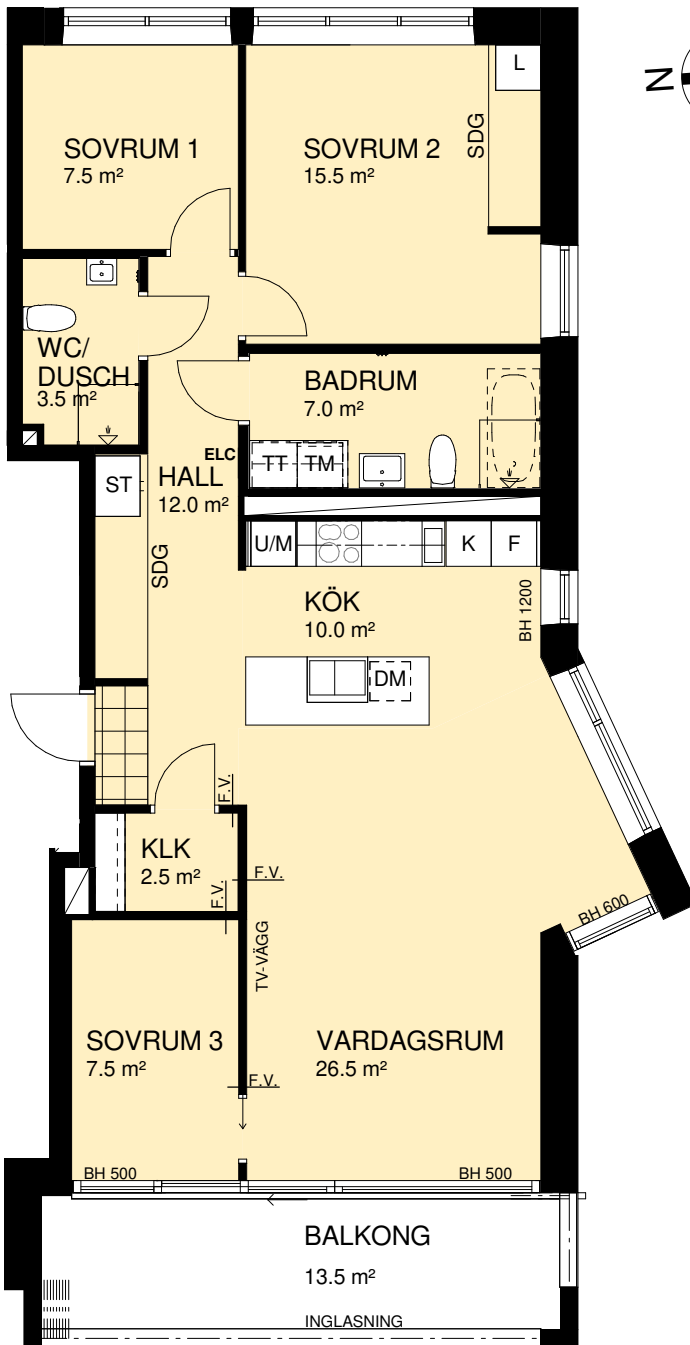 L
N
SOVRUM 1
7.5 m²
SOVRUM 2
15.5 m²
SDG
WC/
DUSCH
3.5 m²
BADRUM
7.0 m²
ELC
TT
TM
ST
HALL
12.0 m²
SDG
U/M
K
F
KÖK
10.0 m²
BH 1200
DM
F.V.
KLK
2.5 m²
F.V.
F.V.
BH 600
TV-VÄGG
SOVRUM 3
7.5 m²
VARDAGSRUM
26.5 m²
F.V.
BH 500
BH 500
BALKONG
13.5 m²
INGLASNING